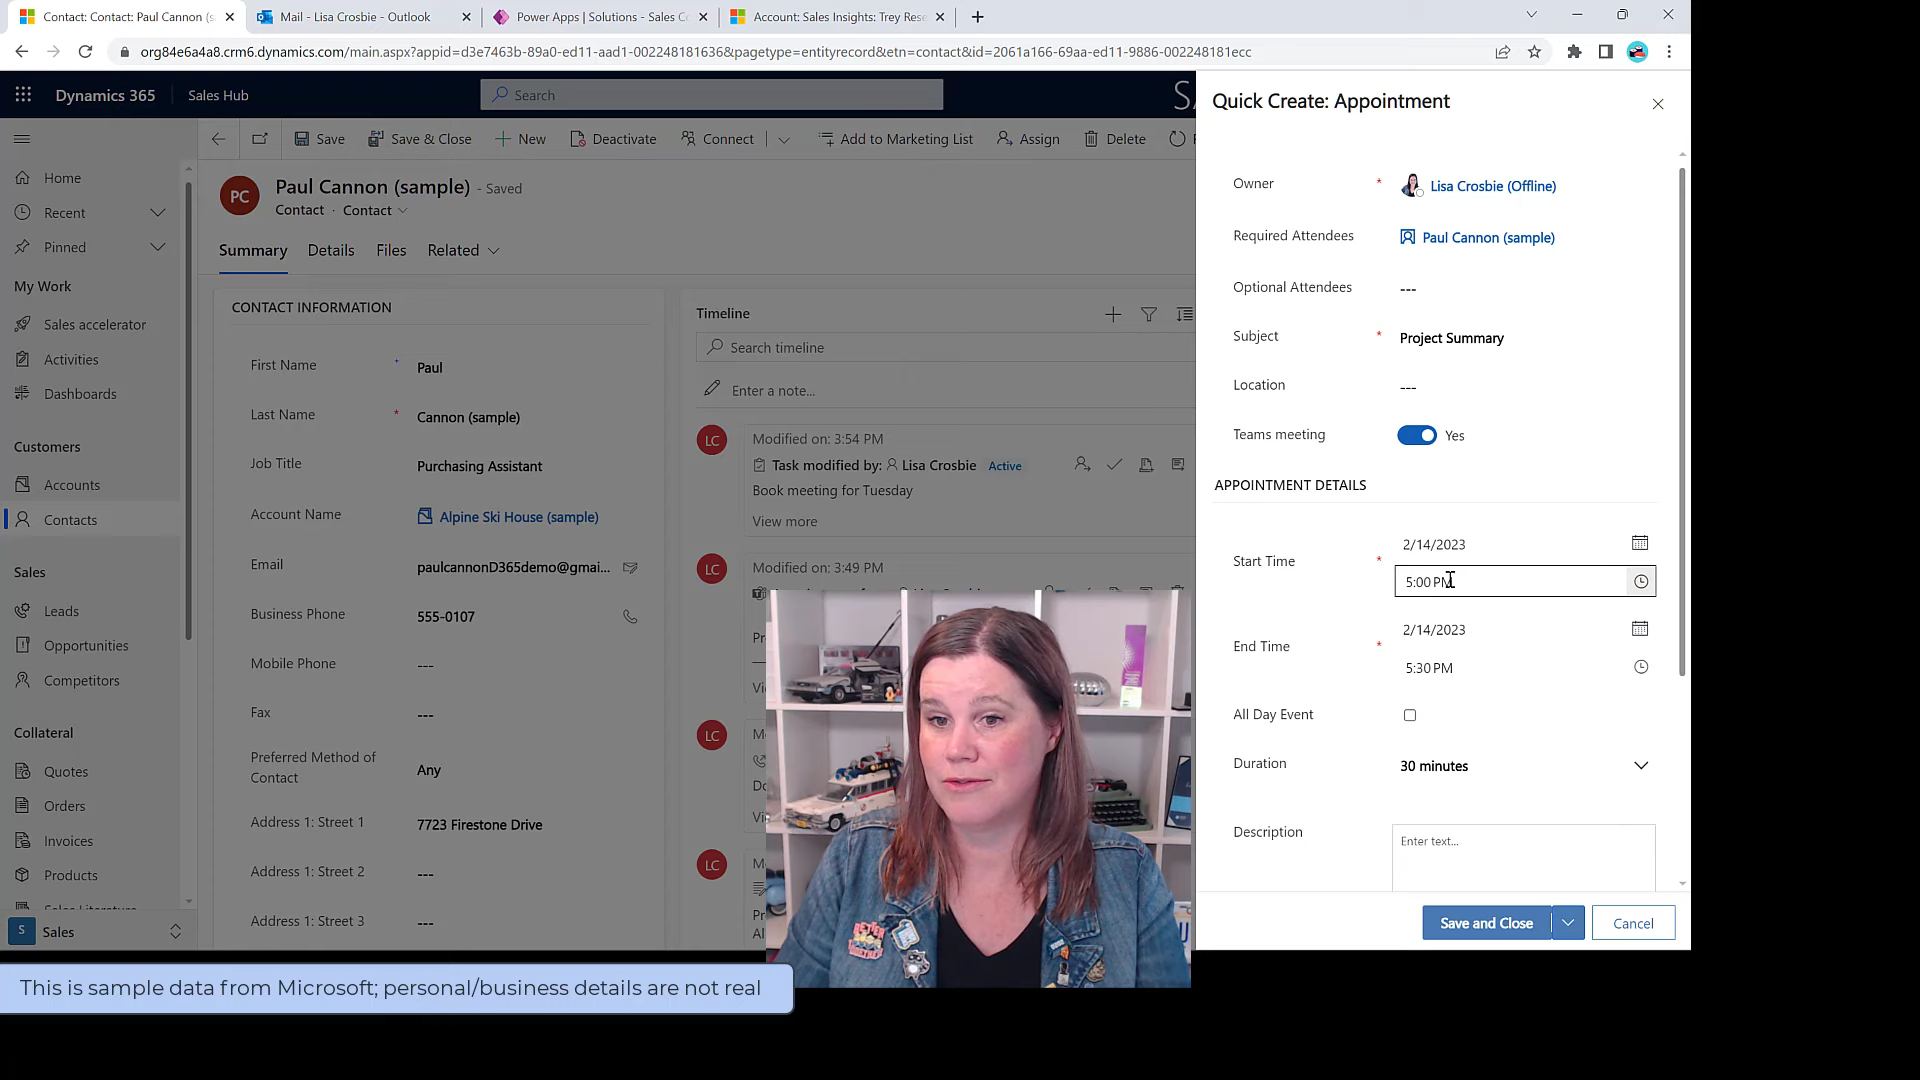 Contact: Contact: Paul Cannon (s
Mail - Lisa Crosbie - Outlook
Power Apps | Solutions - Sales Co
Account: Sales Insights: Trey Rese
org84e6a4a8.crm6.dynamics.com/main.aspx?appid=d3e7463b-89a0-ed11-aad1-002248181636&pagetype=entityrecord&etn=contact&id=2061a166-69aa-ed11-9886-002248181ecc
Dynamics 365
Sales Hub
Search
SA
Save
Save & Close
New
Deactivate
Connect
Add to Marketing List
Assign
Delete
Home
Recent
Pinned
My Work
Sales accelerator
Activities
Dashboards
Customers
Accounts
Contacts
Sales
Leads
Opportunities
Competitors
Collateral
Quotes
Orders
Invoices
Products
Sales Literature
S
Sales
PC
Paul Cannon (sample) - Saved
Contact · Contact
Summary
Details
Files
Related
CONTACT INFORMATION
First Name * Paul
Last Name * Cannon (sample)
Job Title Purchasing Assistant
Account Name Alpine Ski House (sample)
Email paulcannonD365demo@gmai...
Business Phone 555-0107
Mobile Phone ---
Fax ---
Preferred Method of
Contact
Any
Address 1: Street 1 7723 Firestone Drive
Address 1: Street 2 ---
Address 1: Street 3 ---
Timeline
Search timeline
Enter a note...
LC
Modified on: 3:54 PM
Task modified by: Lisa Crosbie Active
Book meeting for Tuesday
View more
LC
Modified on: 3:49 PM
LC
LC
Quick Create: Appointment
Owner * Lisa Crosbie (Offline)
Required Attendees Paul Cannon (sample)
Optional Attendees ---
Subject * Project Summary
Location ---
Teams meeting Yes
APPOINTMENT DETAILS
Start Time * 2/14/2023
5:00 PM
End Time * 2/14/2023
5:30 PM
All Day Event
Duration 30 minutes
Description Enter text...
Save and Close
Cancel
This is sample data from Microsoft; personal/business details are not real